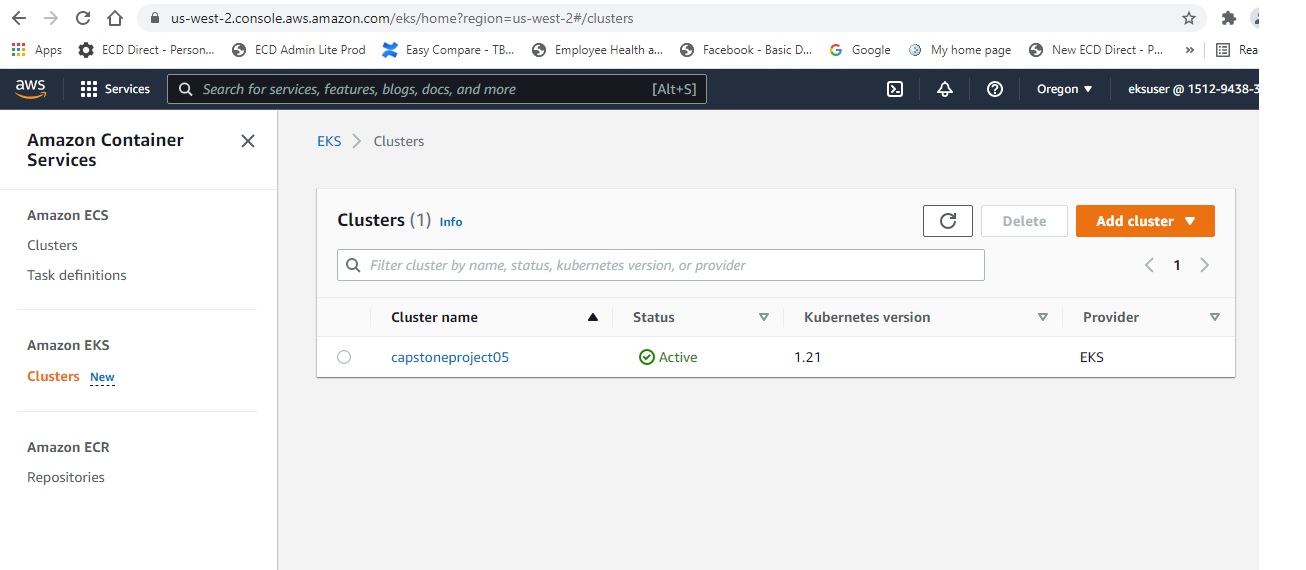 us-west-2.console.aws.amazon.com/eks/home?region=us-west-2#/clusters
Apps ECD Direct - Person... ECD Admin Lite Prod Easy Compare - TB... Employee Health a... Facebook - Basic D... Google My home page New ECD Direct - P... » Rea
aws Services Search for services, features, blogs, docs, and more [Alt+S] Oregon ▼ eksuser @ 1512-9438-3
Amazon Container
Services
EKS > Clusters
Amazon ECS
Clusters
Task definitions
Amazon EKS
Clusters New
Amazon ECR
Repositories
Clusters (1) Info Delete Add cluster ▼
Filter cluster by name, status, kubernetes version, or provider < 1 >
Cluster name Status Kubernetes version Provider
capstoneproject05 Active 1.21 EKS